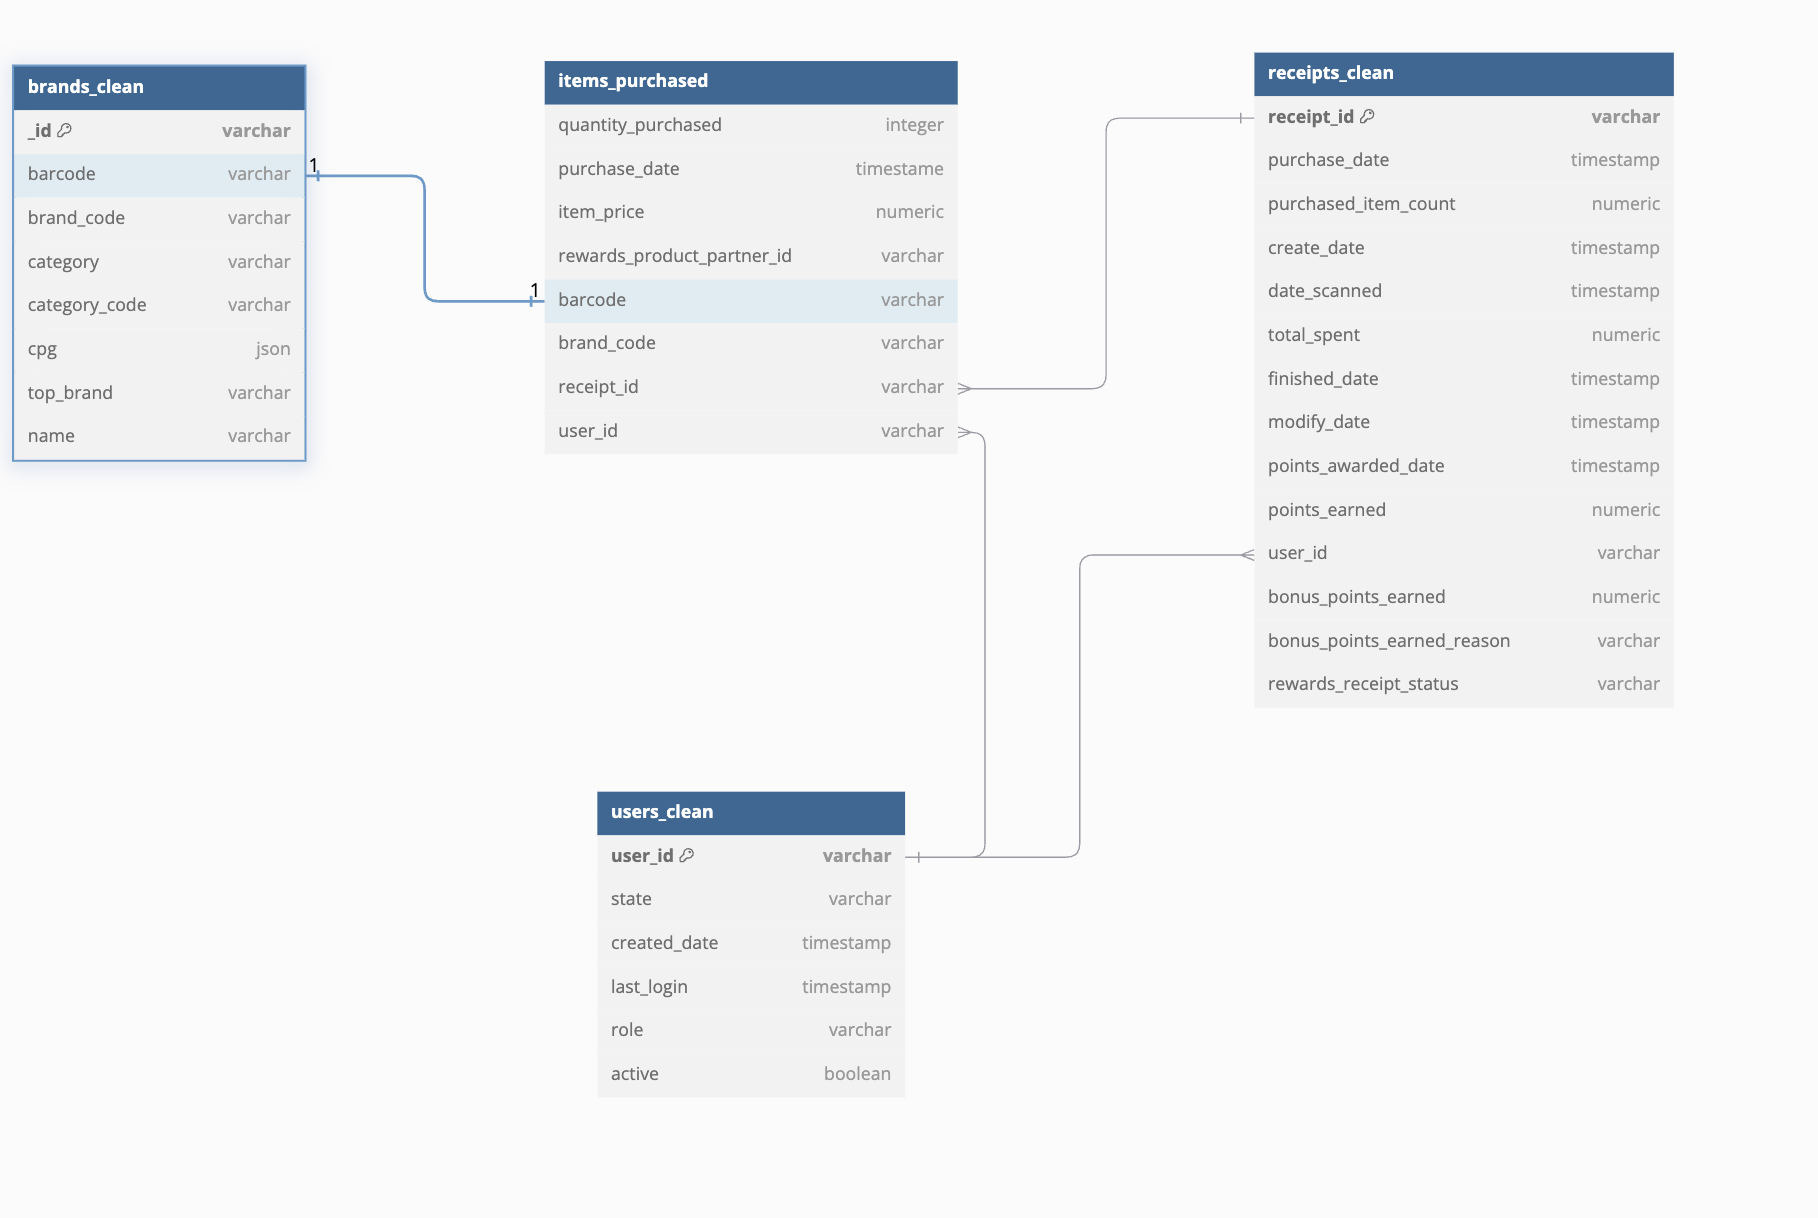 brands_clean
_id varchar
barcode varchar
brand_code varchar
category varchar
category_code varchar
cpg json
top_brand varchar
name varchar
1
1
items_purchased
quantity_purchased integer
purchase_date timestame
item_price numeric
rewards_product_partner_id varchar
barcode varchar
brand_code varchar
receipt_id varchar
user_id varchar
receipts_clean
receipt_id varchar
purchase_date timestamp
purchased_item_count numeric
create_date timestamp
date_scanned timestamp
total_spent numeric
finished_date timestamp
modify_date timestamp
points_awarded_date timestamp
points_earned numeric
user_id varchar
bonus_points_earned numeric
bonus_points_earned_reason varchar
rewards_receipt_status varchar
users_clean
user_id varchar
state varchar
created_date timestamp
last_login timestamp
role varchar
active boolean